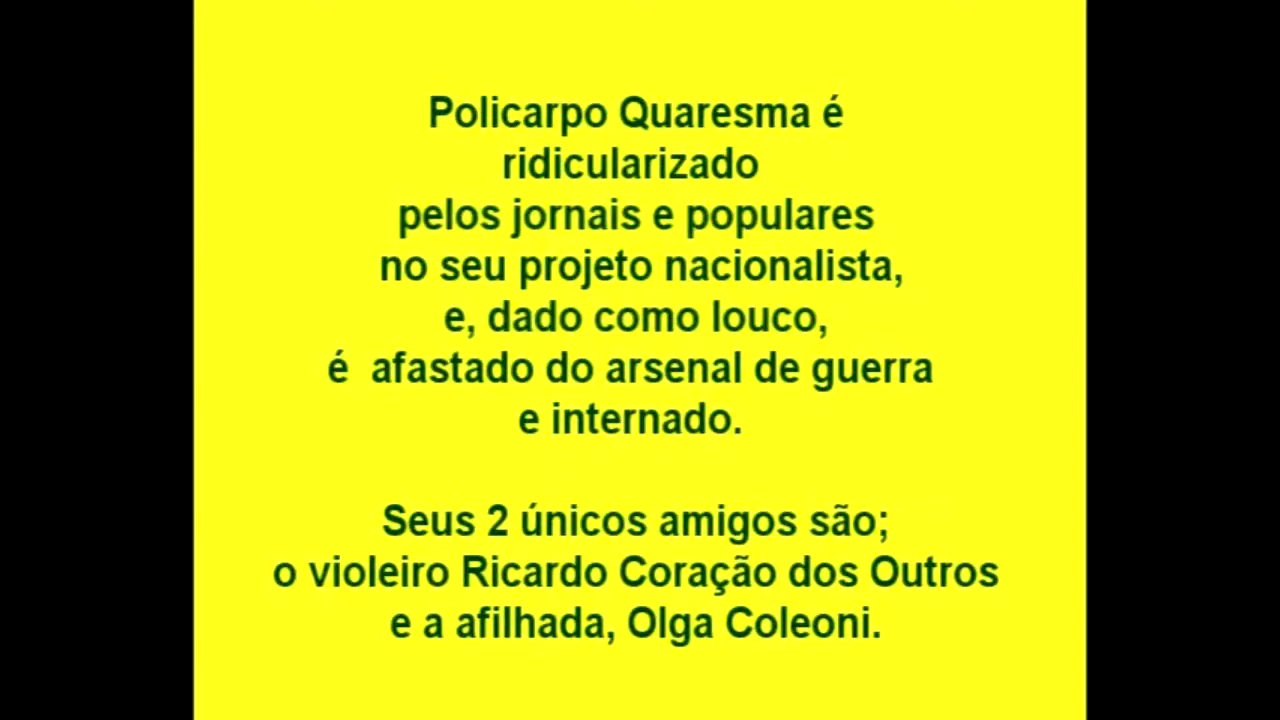 Policarpo Quaresma é
ridicularizado
pelos jornais e populares
no seu projeto nacionalista,
e, dado como louco,
é  afastado do arsenal de guerra
e internado.
Seus 2 únicos amigos são;
o violeiro Ricardo Coração dos Outros
e a afilhada, Olga Coleoni.